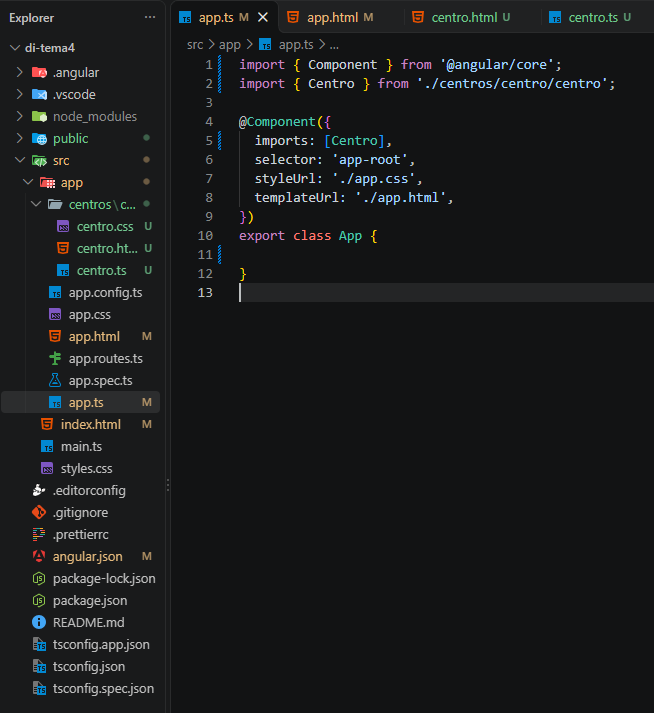 Explorer ...
di-tema4
.angular
.vscode
node_modules
public
src
app
centros\c...
centro.css U
centro.ht... U
centro.ts U
app.config.ts
app.css
app.html M
app.routes.ts
app.spec.ts
app.ts M
index.html M
main.ts
styles.css
.editorconfig
.gitignore
.prettierrc
angular.json M
package-lock.json
package.json
README.md
tsconfig.app.json
tsconfig.json
tsconfig.spec.json
app.ts M app.html M centro.html U centro.ts U
src > app > TS app.ts > ...
1 import { Component } from '@angular/core';
2 import { Centro } from './centros/centro/centro';
3
4 @Component({
5   imports: [Centro],
6   selector: 'app-root',
7   styleUrl: './app.css',
8   templateUrl: './app.html',
9 })
10 export class App {
11
12 }
13